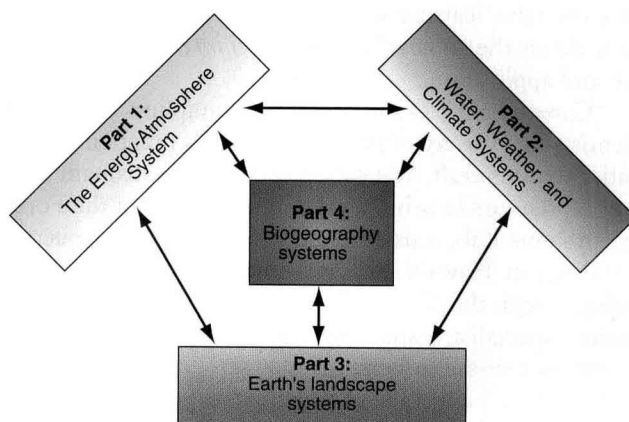 Part 1:
The Energy-Atmosphere
System
Part 2:
Water, Weather, and
Climate Systems
Part 4:
Biogeography
systems
Part 3:
Earth's landscape
systems